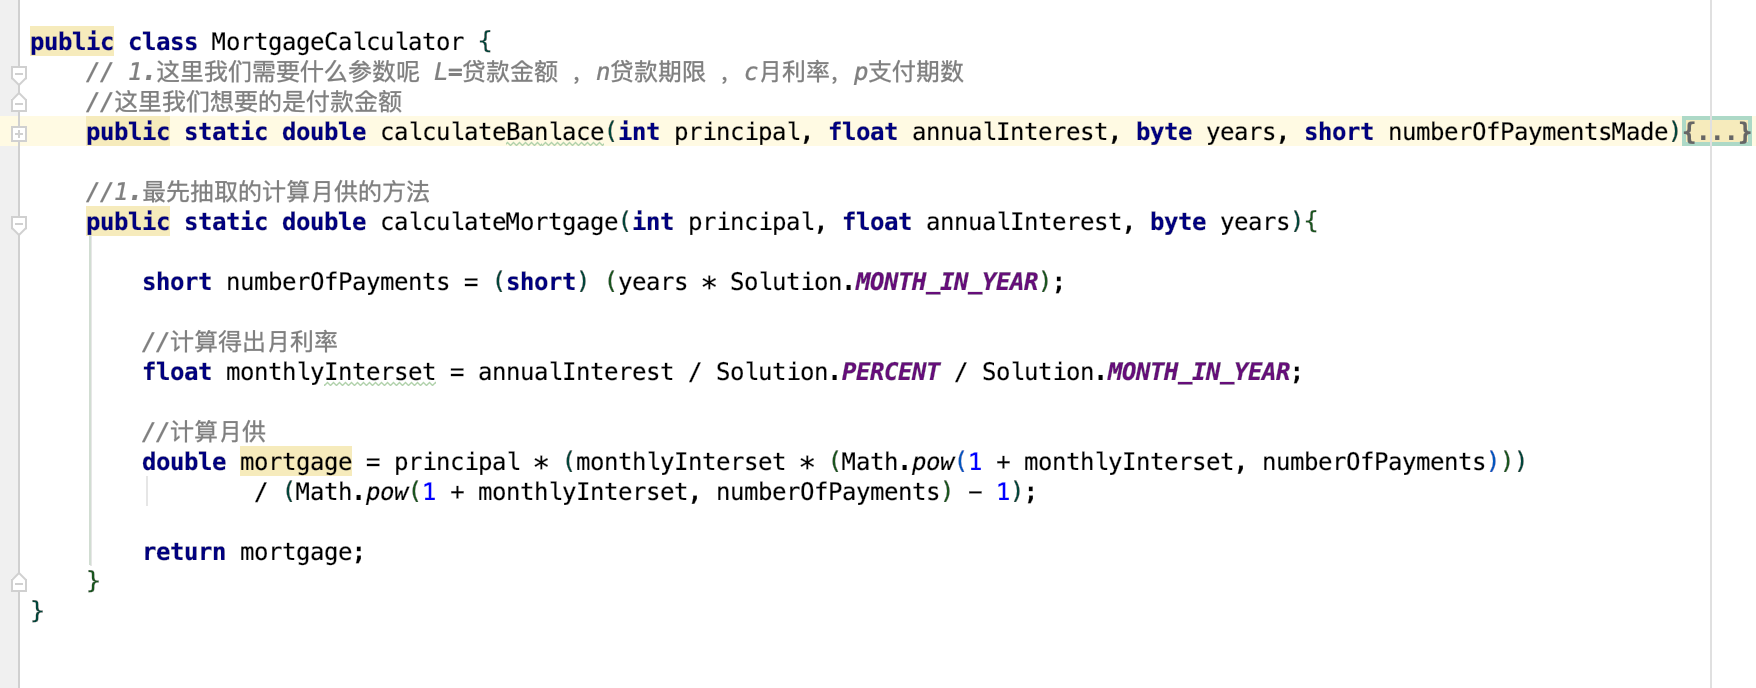 public class MortgageCalculator {
// 1.这里我们需要什么参数呢 L=贷款金额 ，n贷款期限 ，c月利率，p支付期数
//这里我们想要的是付款金额
public static double calculateBanlace(int principal, float annualInterest, byte years, short numberOfPaymentsMade){...}
//1.最先抽取的计算月供的方法
public static double calculateMortgage(int principal, float annualInterest, byte years){
short numberOfPayments = (short) (years * Solution.MONTH_IN_YEAR);
//计算得出月利率
float monthlyInterset = annualInterest / Solution.PERCENT / Solution.MONTH_IN_YEAR;
//计算月供
double mortgage = principal * (monthlyInterset * (Math.pow(1 + monthlyInterset, numberOfPayments)))
/ (Math.pow(1 + monthlyInterset, numberOfPayments) - 1);
return mortgage;
}
}